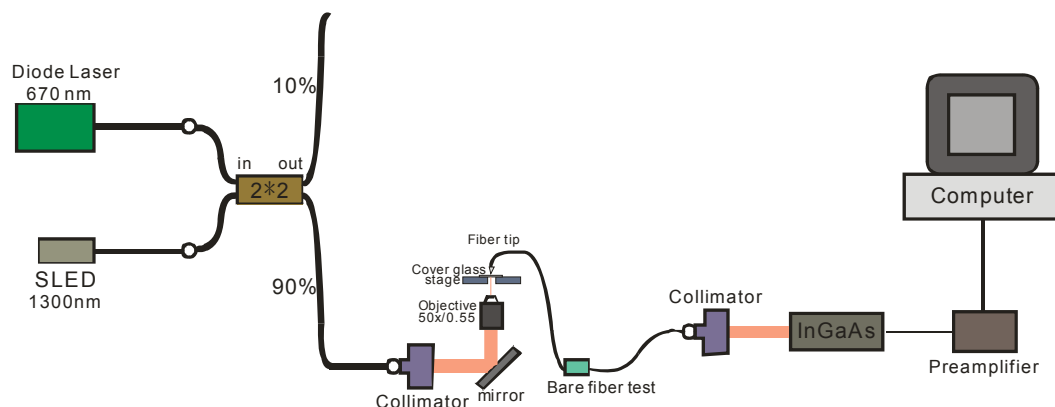 Diode Laser
670 nm
10%
in out
2*2
SLED
1300nm
90%
Fiber tip
Cover glass
stage
Objective
50x/0.55
mirror
Collimator
Bare fiber test
Collimator
InGaAs
Computer
Preamplifier